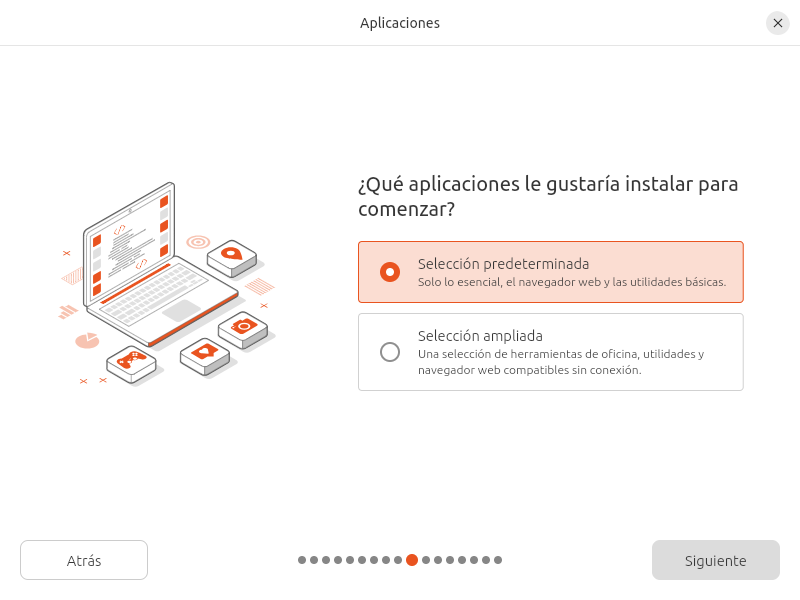 Aplicaciones
¿Qué aplicaciones le gustaría instalar para
comenzar?
Selección predeterminada
Solo lo esencial, el navegador web y las utilidades básicas.
Selección ampliada
Una selección de herramientas de oficina, utilidades y
navegador web compatibles sin conexión.
Atrás
Siguiente